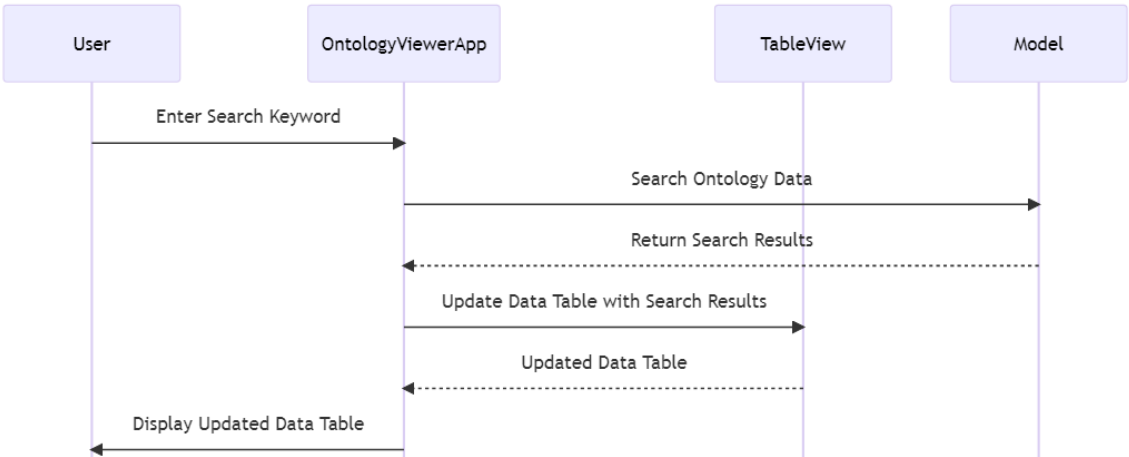 User
OntologyViewerApp
TableView
Model
Enter Search Keyword
Search Ontology Data
Return Search Results
Update Data Table with Search Results
Updated Data Table
Display Updated Data Table